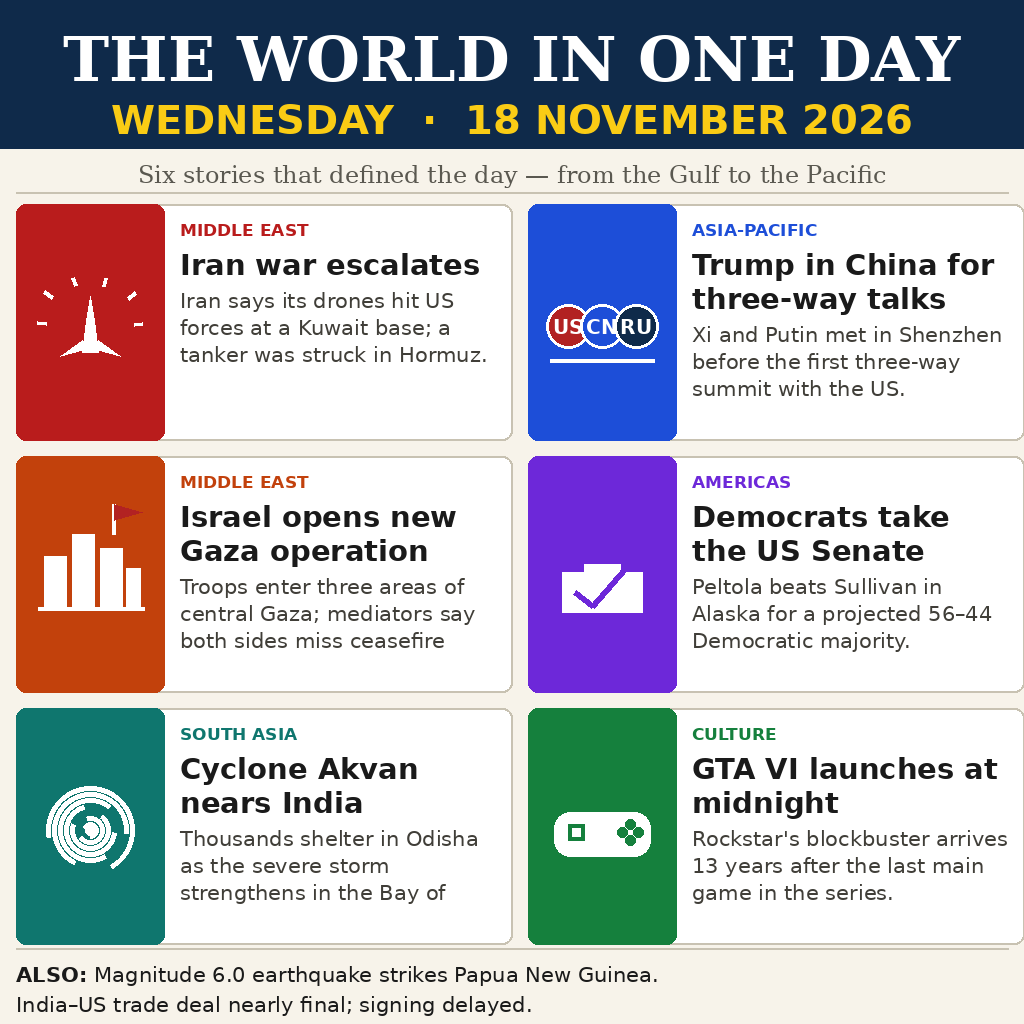 THE WORLD IN ONE DAY
WEDNESDAY · 18 NOVEMBER 2026
Six stories that defined the day — from the Gulf to the Pacific
MIDDLE EAST
Iran war escalates
Iran says its drones hit US
forces at a Kuwait base; a
tanker was struck in Hormuz.
US CN RU
ASIA-PACIFIC
Trump in China for
three-way talks
Xi and Putin met in Shenzhen
before the first three-way
summit with the US.
MIDDLE EAST
Israel opens new
Gaza operation
Troops enter three areas of
central Gaza; mediators say
both sides miss ceasefire
AMERICAS
Democrats take
the US Senate
Peltola beats Sullivan in
Alaska for a projected 56–44
Democratic majority.
SOUTH ASIA
Cyclone Akvan
nears India
Thousands shelter in Odisha
as the severe storm
strengthens in the Bay of
CULTURE
GTA VI launches at
midnight
Rockstar's blockbuster arrives
13 years after the last main
game in the series.
ALSO: Magnitude 6.0 earthquake strikes Papua New Guinea.
India–US trade deal nearly final; signing delayed.